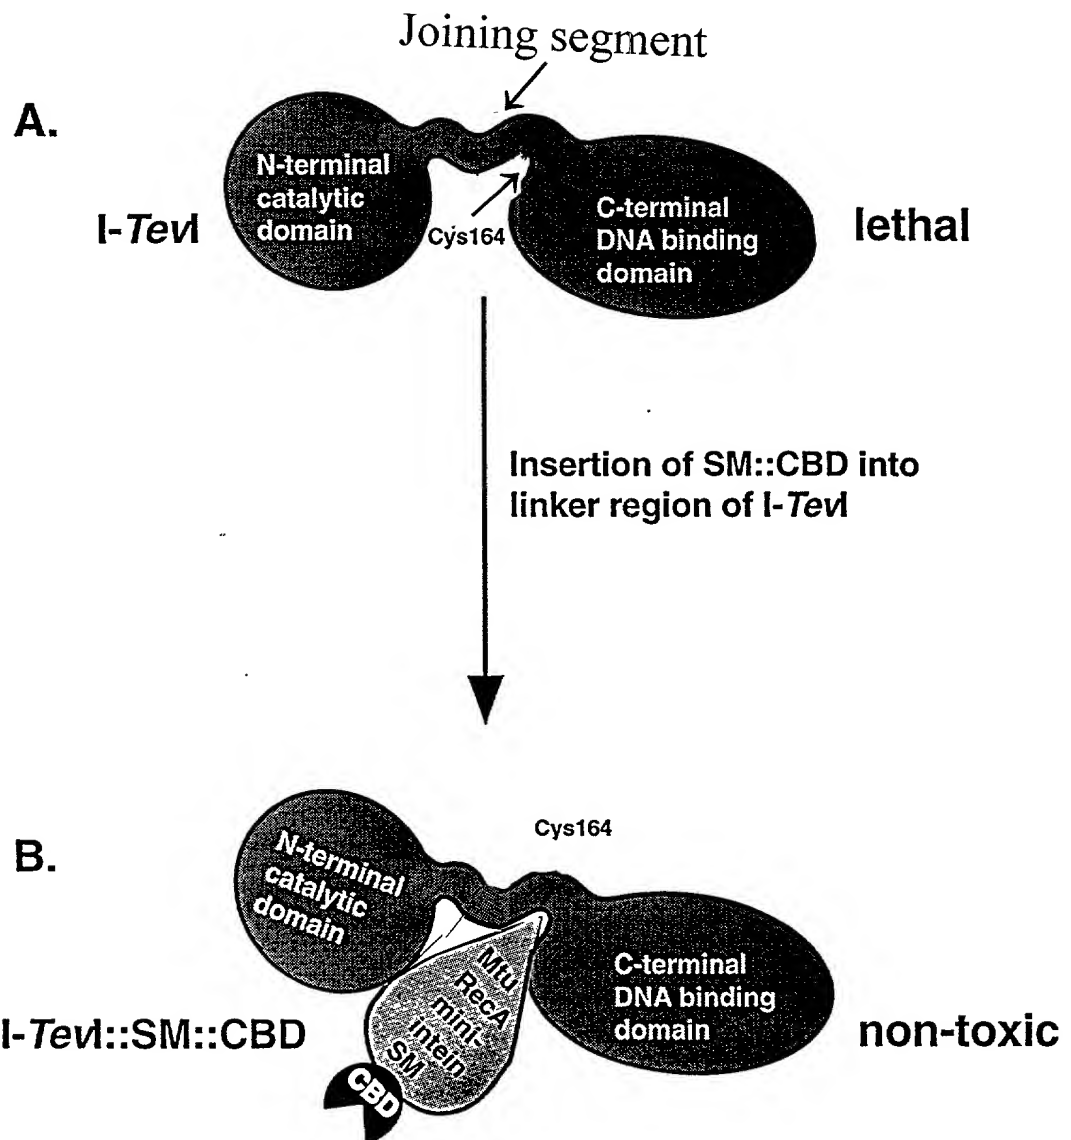 Joining segment
A.
N-terminal
catalytic
domain
I-TevI
Cys164
C-terminal
DNA binding
domain
lethal
Insertion of SM::CBD into
linker region of I-TevI
B.
Cys164
N-terminal
catalytic
domain
Mtu
RecA
mini-
intein
SM
CBD
C-terminal
DNA binding
domain
I-TevI::SM::CBD
non-toxic